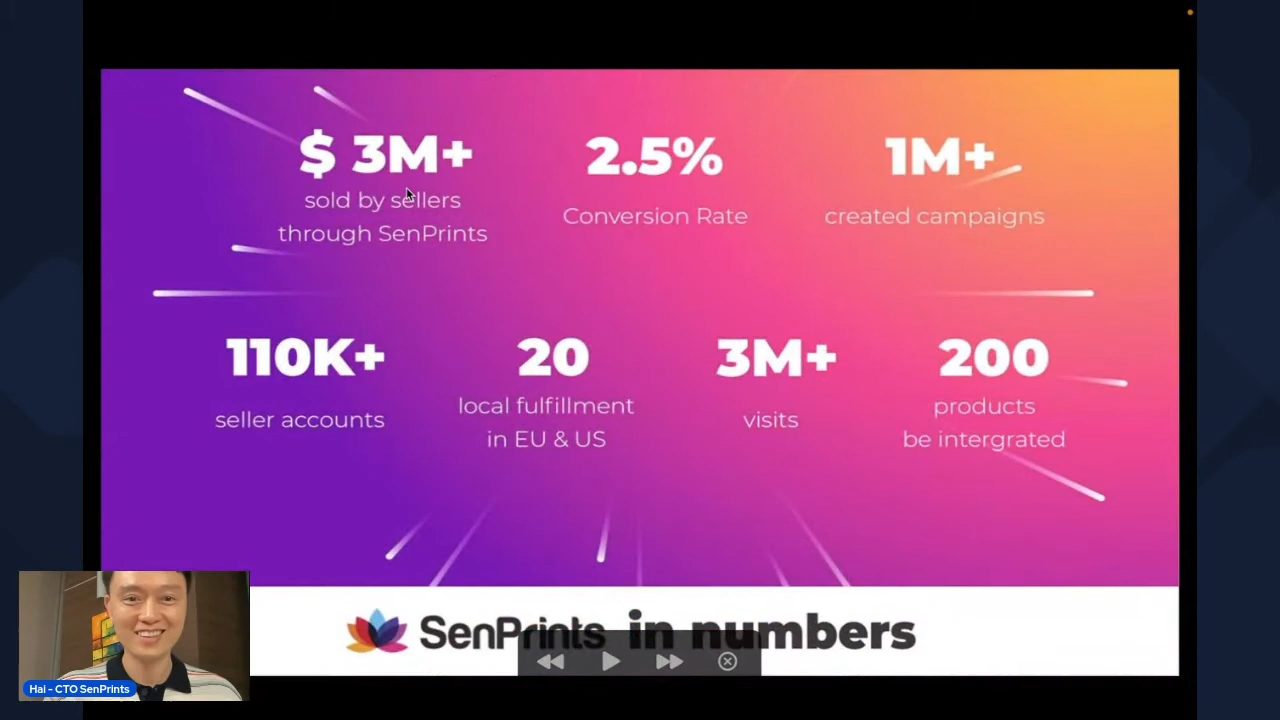 $ 3M+
sold by sellers
through SenPrints
2.5%
Conversion Rate
1M+
created campaigns
110K+
seller accounts
20
local fulfillment
in EU & US
3M+
visits
200
products
be intergrated
SenPrints in numbers
Hai - CTO SenPrints